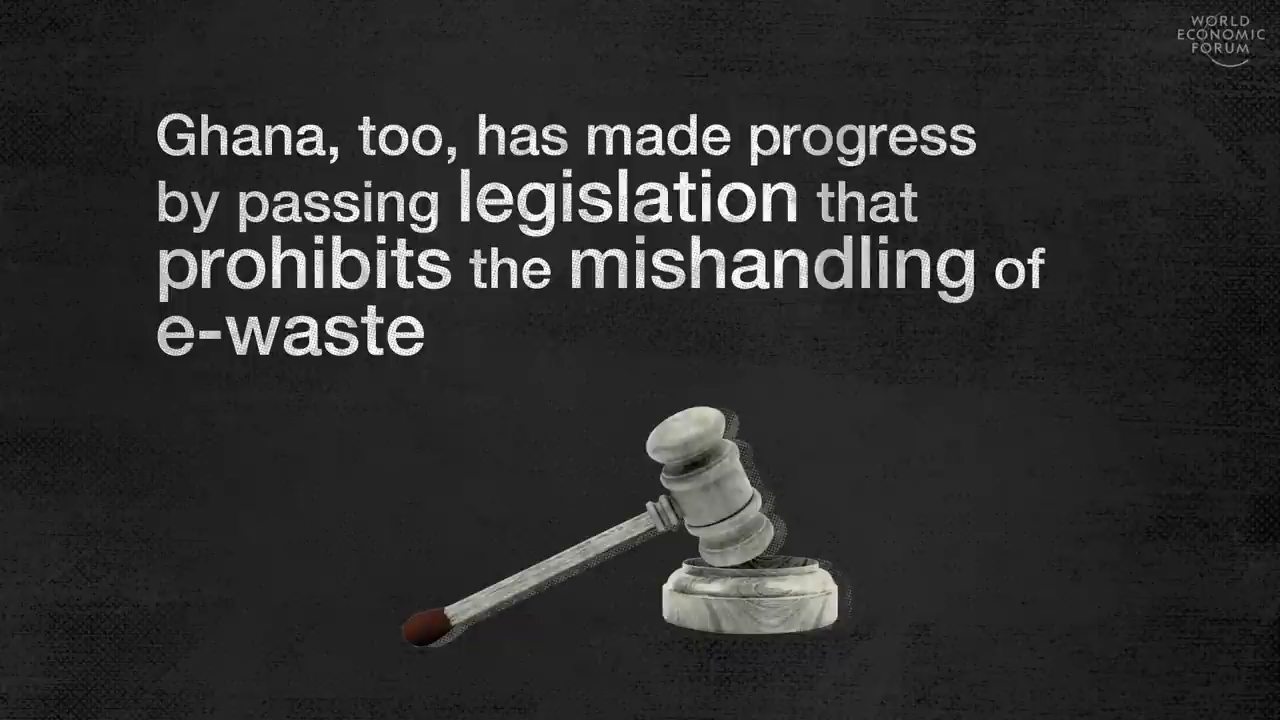 WORLD
ECONOMIC
FORUM
Ghana, too, has made progress
by passing legislation that
prohibits the mishandling of
e-waste